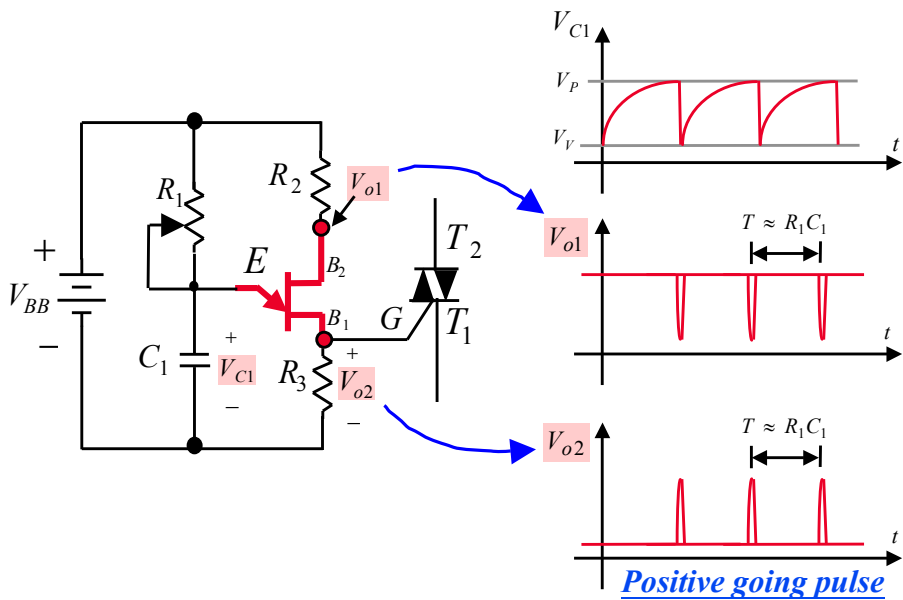 V_BB
+
−
R_1
C_1
+
V_C1
−
E
R_2
V_o1
B_2
B_1
R_3
+
V_o2
−
G
T_2
T_1
V_C1
V_P
V_V
t
V_o1
T ≈ R_1C_1
t
V_o2
T ≈ R_1C_1
t
Positive going pulse